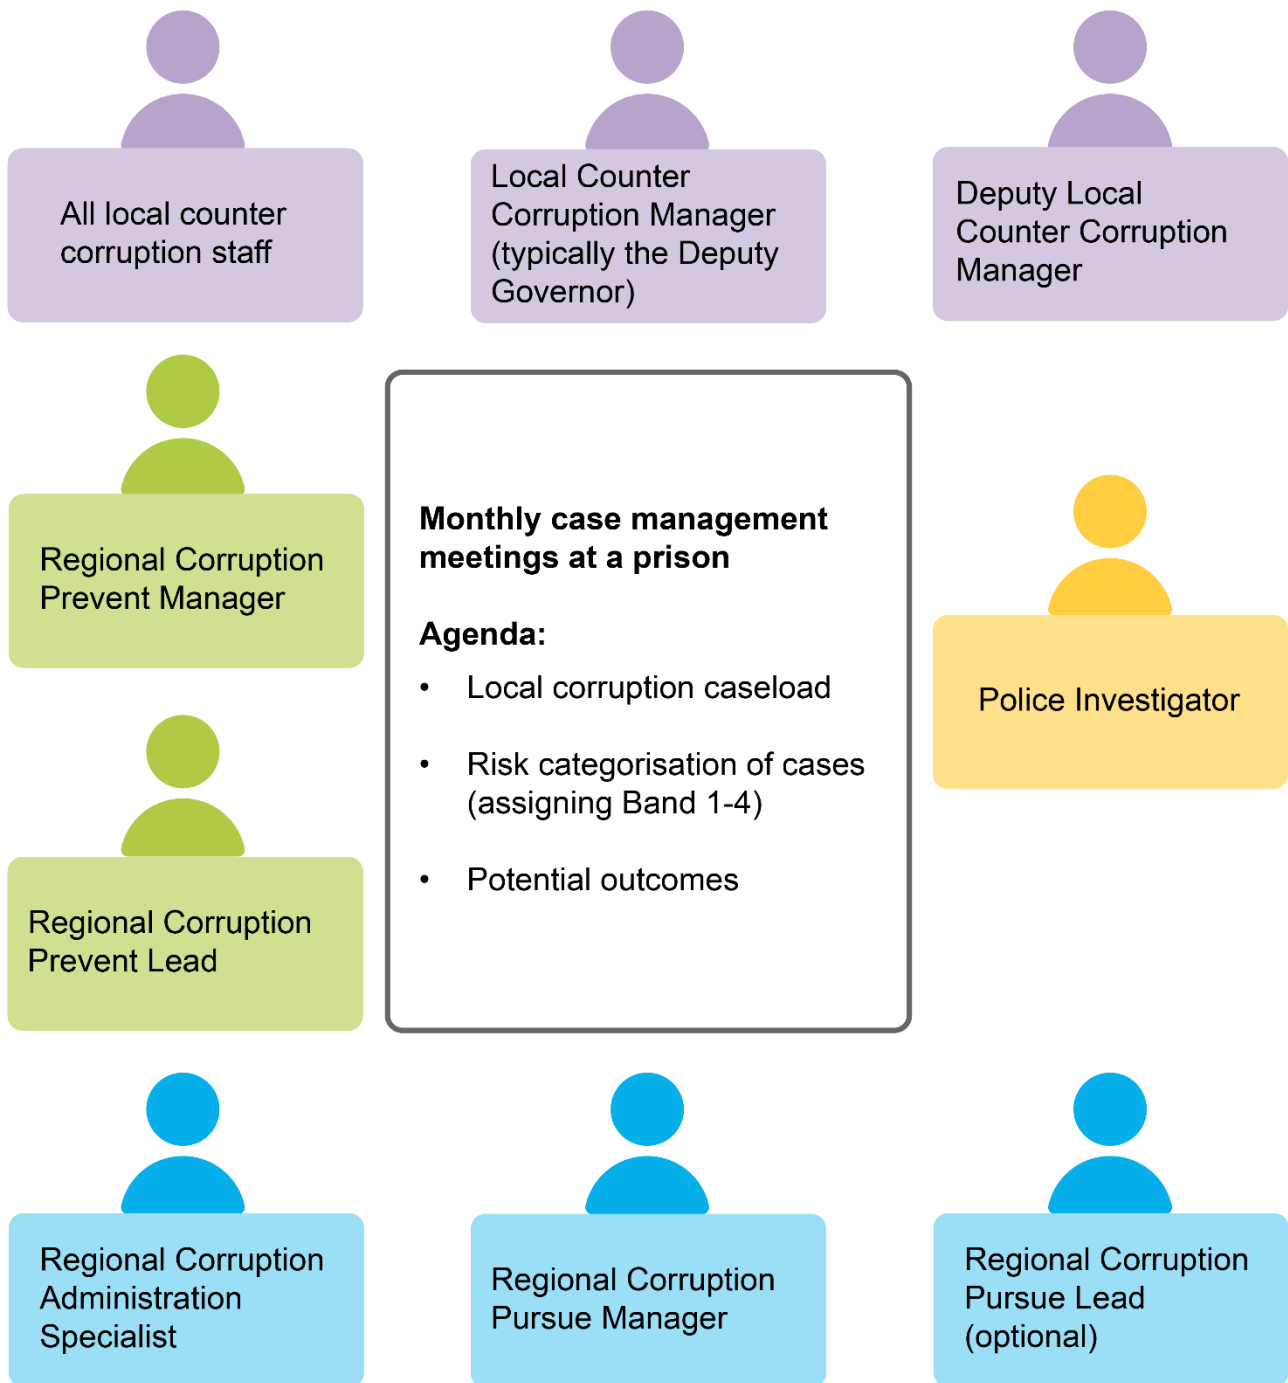 All local counter
corruption staff
Local Counter
Corruption Manager
(typically the Deputy
Governor)
Deputy Local
Counter Corruption
Manager
Regional Corruption
Prevent Manager
Regional Corruption
Prevent Lead
Monthly case management
meetings at a prison
Agenda:
• Local corruption caseload
• Risk categorisation of cases
(assigning Band 1-4)
• Potential outcomes
Police Investigator
Regional Corruption
Administration
Specialist
Regional Corruption
Pursue Manager
Regional Corruption
Pursue Lead
(optional)